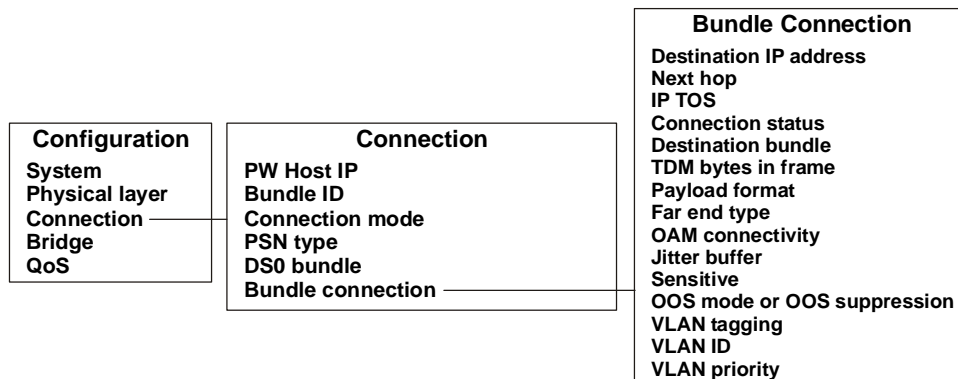 Configuration
System
Physical layer
Connection
Bridge
QoS
Connection
PW Host IP
Bundle ID
Connection mode
PSN type
DS0 bundle
Bundle connection
Bundle Connection
Destination IP address
Next hop
IP TOS
Connection status
Destination bundle
TDM bytes in frame
Payload format
Far end type
OAM connectivity
Jitter buffer
Sensitive
OOS mode or OOS suppression
VLAN tagging
VLAN ID
VLAN priority